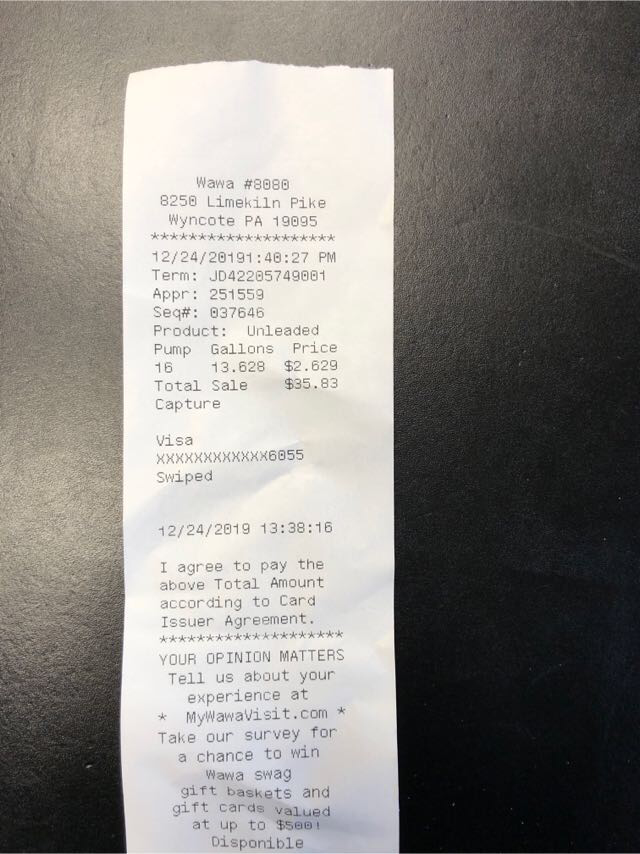 Wawa #8080
8250 Limekiln Pike
Wyncote PA 19095
********************
12/24/20191:40:27 PM
Term: JD42205749001
Appr: 251559
Seq#: 037646
Product: Unleaded
Pump Gallons Price
16 13.628 $2.629
Total Sale $35.83
Capture
Visa
XXXXXXXXXXXX6055
Swiped
12/24/2019 13:38:16
I agree to pay the
above Total Amount
according to Card
Issuer Agreement.
********************
YOUR OPINION MATTERS
Tell us about your
experience at
* MyWawaVisit.com *
Take our survey for
a chance to win
Wawa swag
gift baskets and
gift cards valued
at up to $500!
Disponible